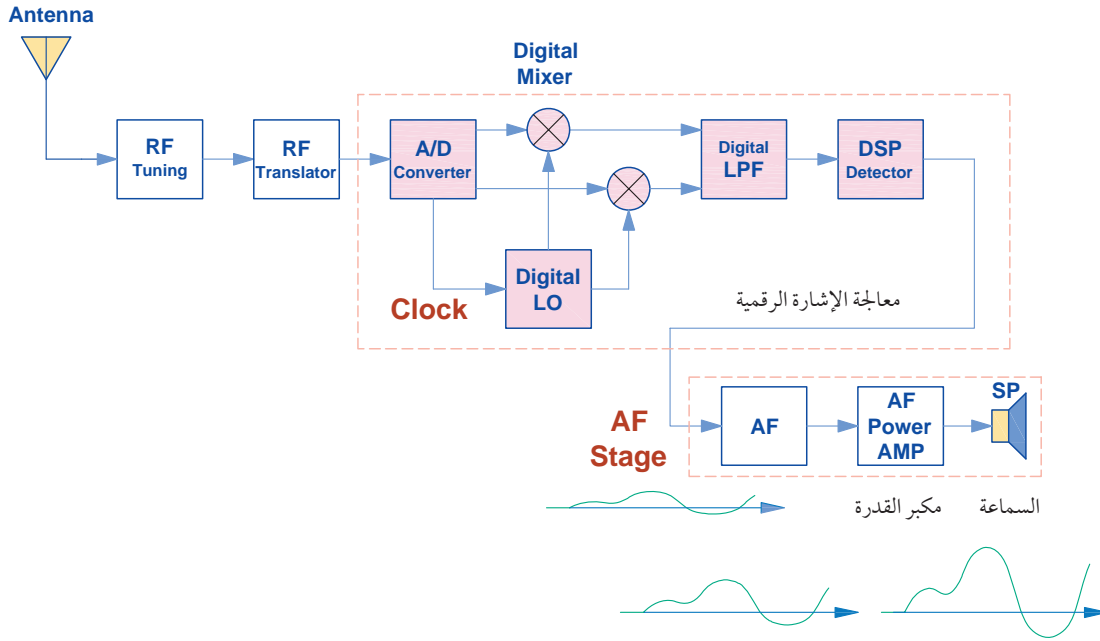 Antenna
Digital
Mixer
RF
Tuning
RF
Translator
A/D
Converter
Digital
LPF
DSP
Detector
Digital
LO
Clock
معالجة الإشارة الرقمية
AF
Stage
AF
AF
Power
AMP
SP
السماعة
مكبر القدرة